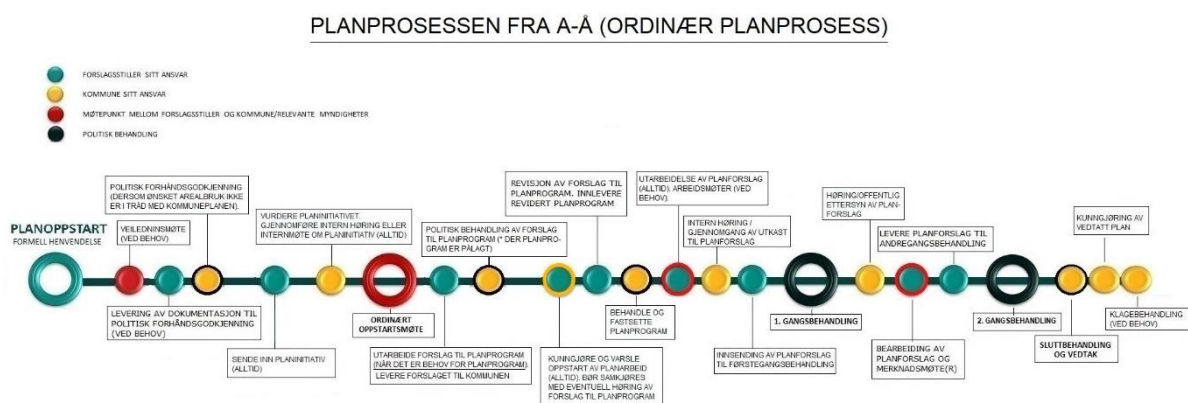 PLANPROSESSEN FRA A-Å (ORDINÆR PLANPROSESS)
FORSLAGSSTILLER SITT ANSVAR
KOMMUNE SITT ANSVAR
MØTEPUNKT MELLOM FORSLAGSSTILLER OG KOMMUNE/RELEVANTE MYNDIGHETER
POLITISK BEHANDLING
PLANOPPSTART
FORMELL HENVENDELSE
VEILEDNINSMØTE
(VED BEHOV)
LEVERING AV DOKUMENTASJON TIL
POLITISK FORHÅNDSGODKJENNING
(VED BEHOV)
POLITISK FORHÅNDSGODKJENNING
(DERSOM ØNSKET AREALBRUK IKKE
ER I TRÅD MED KOMMUNEPLANEN).
SENDE INN PLANINITIATIV
(ALLTID)
VURDERE PLANINITIATIVET.
GJENNOMFØRE INTERN HØRING ELLER
INTERNMØTE OM PLANINITIATIV (ALLTID)
ORDINÆRT
OPPSTARTSMØTE
UTARBEIDE FORSLAG TIL PLANPROGRAM
(NÅR DET ER BEHOV FOR PLANPROGRAM).
LEVERE FORSLAGET TIL KOMMUNEN
POLITISK BEHANDLING AV FORSLAG
TIL PLANPROGRAM (* DER PLANPRO-
GRAM ER PÅLAGT)
KUNNGJØRE OG VARSLE
OPPSTART AV PLANARBEID
(ALLTID). BØR SAMKJØRES
MED EVENTUELL HØRING AV
FORSLAG TIL PLANPROGRAM
REVISJON AV FORSLAG TIL
PLANPROGRAM. INNLEVERE
REVIDERT PLANPROGRAM
BEHANDLE OG
FASTSETTE
PLANPROGRAM
UTARBEIDELSE AV PLANFORSLAG
(ALLTID). ARBEIDSMØTER (VED
BEHOV).
INTERN HØRING /
GJENNOMGANG AV UTKAST
TIL PLANFORSLAG
INNSENDING AV PLANFORSLAG
TIL FØRSTEGANGSBEHANDLING
1. GANGSBEHANDLING
HØRING/OFFENTLIG
ETTERSYN AV PLAN-
FORSLAG
BEARBEIDING AV
PLANFORSLAG OG
MERKNADSMØTE(R)
LEVERE PLANFORSLAG TIL
ANDREGANGSBEHANDLING
2. GANGSBEHANDLING
SLUTTBEHANDLING
OG VEDTAK
KUNNGJØRING AV
VEDTATT PLAN
KLAGEBEHANDLING
(VED BEHOV)